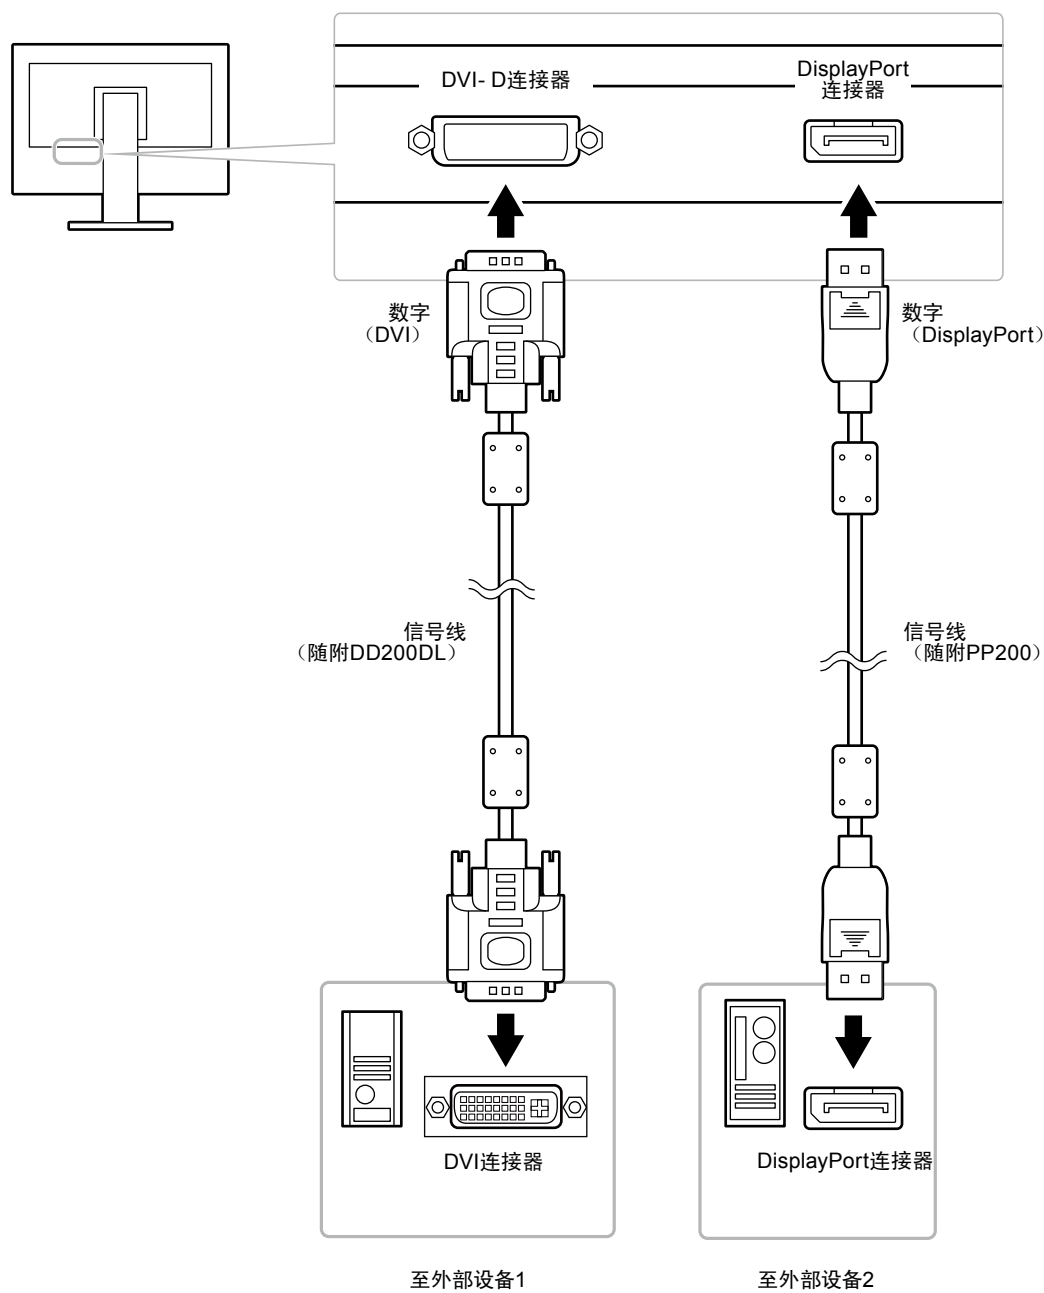 DVI- D连接器
DisplayPort
连接器
数字
（DVI）
数字
（DisplayPort）
信号线
（随附DD200DL）
信号线
（随附PP200）
DVI连接器
DisplayPort连接器
至外部设备1
至外部设备2